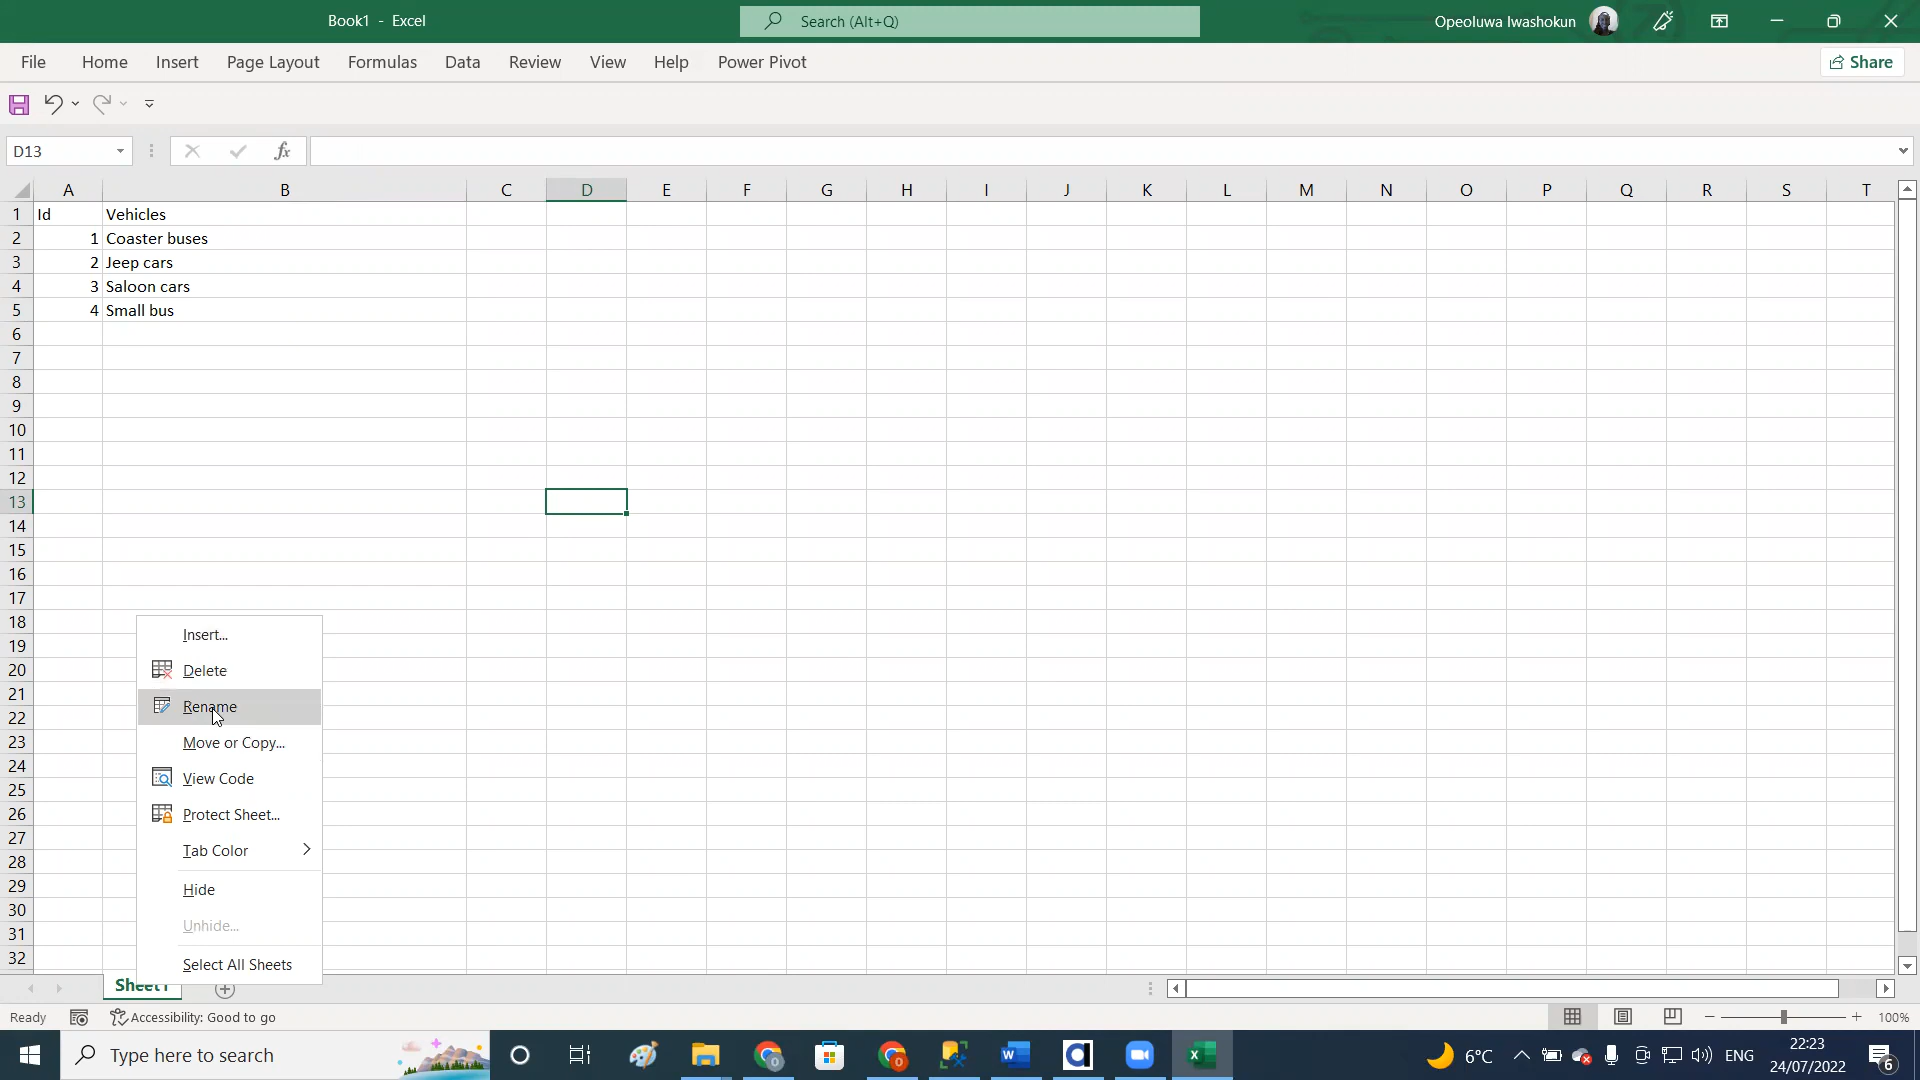 Book1 - Excel
Search (Alt+Q)
Opeoluwa Iwashokun
File Home Insert Page Layout Formulas Data Review View Help Power Pivot
Share
D13
fx
A B C D E F G H I J K L M N O P Q R S T
1 Id Vehicles
2 1 Coaster buses
3 2 Jeep cars
4 3 Saloon cars
5 4 Small bus
6
7
8
9
10
11
12
13
14
15
16
17
18
19
20
21
22
23
24
25
26
27
28
29
30
31
32
Insert...
Delete
Rename
Move or Copy...
View Code
Protect Sheet...
Tab Color
Hide
Unhide...
Select All Sheets
Sheet1
Ready
Accessibility: Good to go
100%
Type here to search
6°C
ENG
22:23
24/07/2022
6